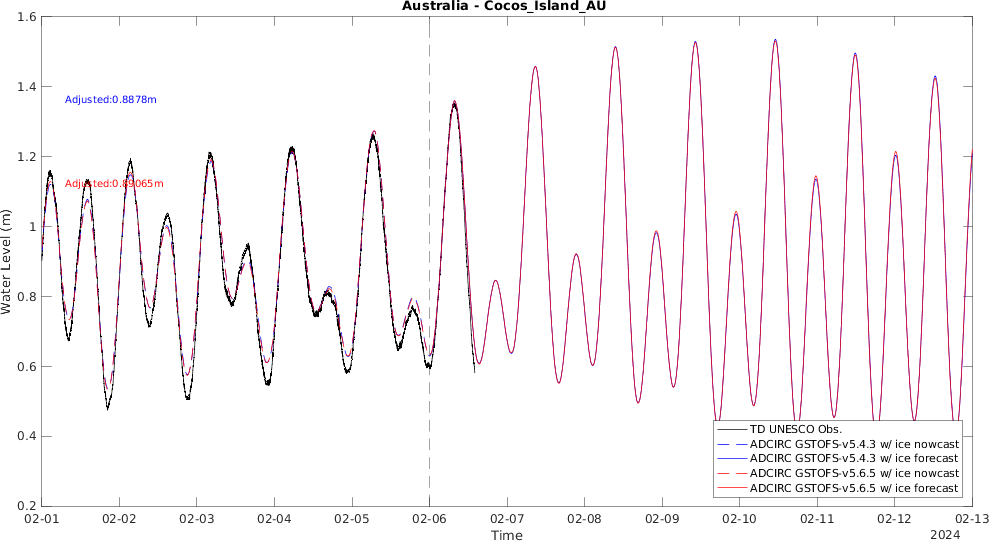 Australia - Cocos_Island_AU
1.6
1.4
1.2
1
0.8
0.6
0.4
0.2
Water Level (m)
Adjusted:0.8878m
Adjusted:0.89065m
TD UNESCO Obs.
ADCIRC GSTOFS-v5.4.3 w/ ice nowcast
ADCIRC GSTOFS-v5.4.3 w/ ice forecast
ADCIRC GSTOFS-v5.6.5 w/ ice nowcast
ADCIRC GSTOFS-v5.6.5 w/ ice forecast
02-01 02-02 02-03 02-04 02-05 02-06 02-07 02-08 02-09 02-10 02-11 02-12 02-13
Time
2024